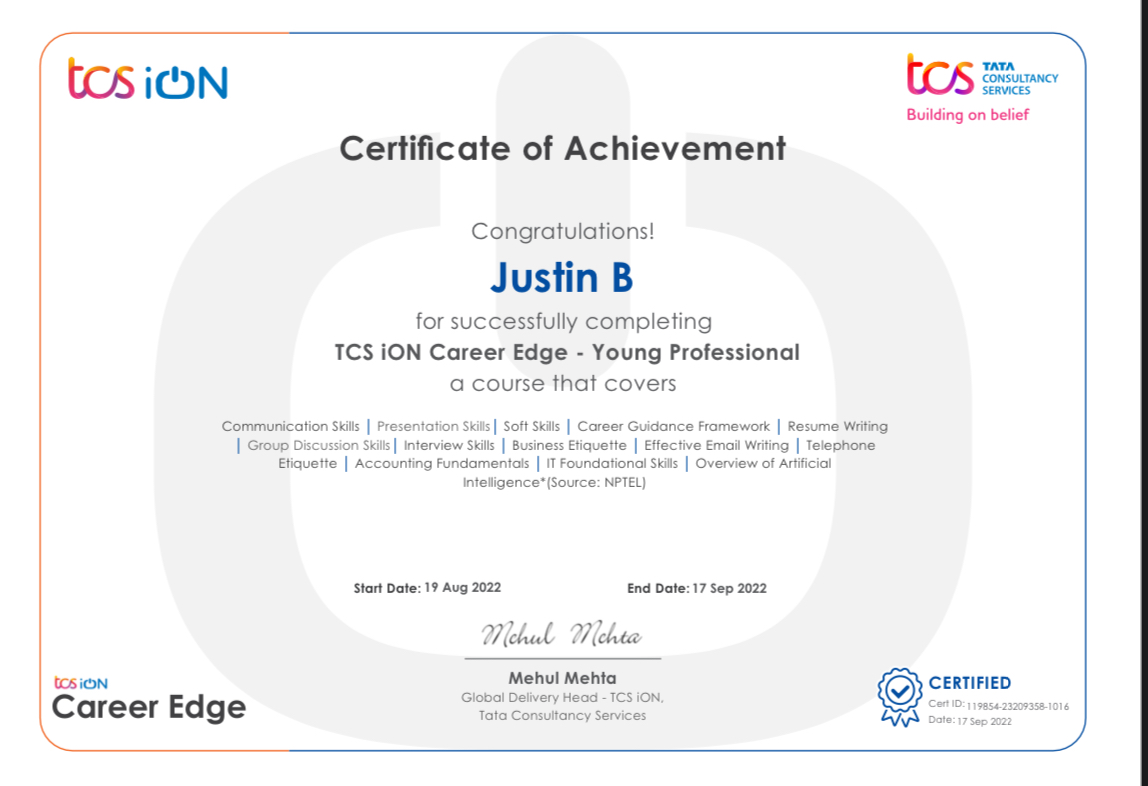 tcs iON
tcs TATA
CONSULTANCY
SERVICES
Building on belief
Certificate of Achievement
Congratulations!
Justin B
for successfully completing
TCS iON Career Edge - Young Professional
a course that covers
Communication Skills | Presentation Skills | Soft Skills | Career Guidance Framework | Resume Writing
| Group Discussion Skills | Interview Skills | Business Etiquette | Effective Email Writing | Telephone
Etiquette | Accounting Fundamentals | IT Foundational Skills | Overview of Artificial
Intelligence*(Source: NPTEL)
Start Date: 19 Aug 2022 End Date: 17 Sep 2022
Mehul Mehta
Mehul Mehta
Global Delivery Head - TCS iON,
Tata Consultancy Services
tcs iON
Career Edge
CERTIFIED
Cert ID: 119854-23209358-1016
Date: 17 Sep 2022